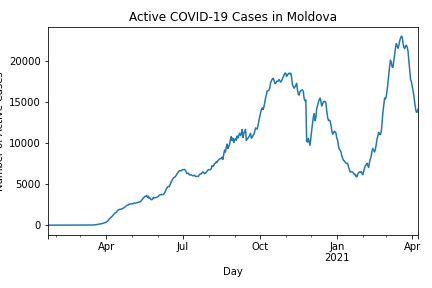 Active COVID-19 Cases in Moldova
Number of Active Cases
20000
15000
10000
5000
0
Apr
Jul
Oct
Jan
2021
Apr
Day